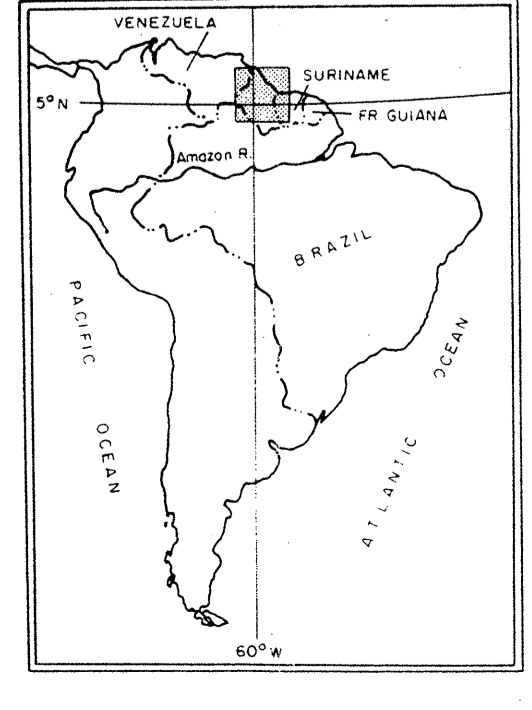 VENEZUELA
SURINAME
5° N
FR GUIANA
Amazon R.
BRAZIL
PACIFIC
OCEAN
OCEAN
ATLANTIC
60° W